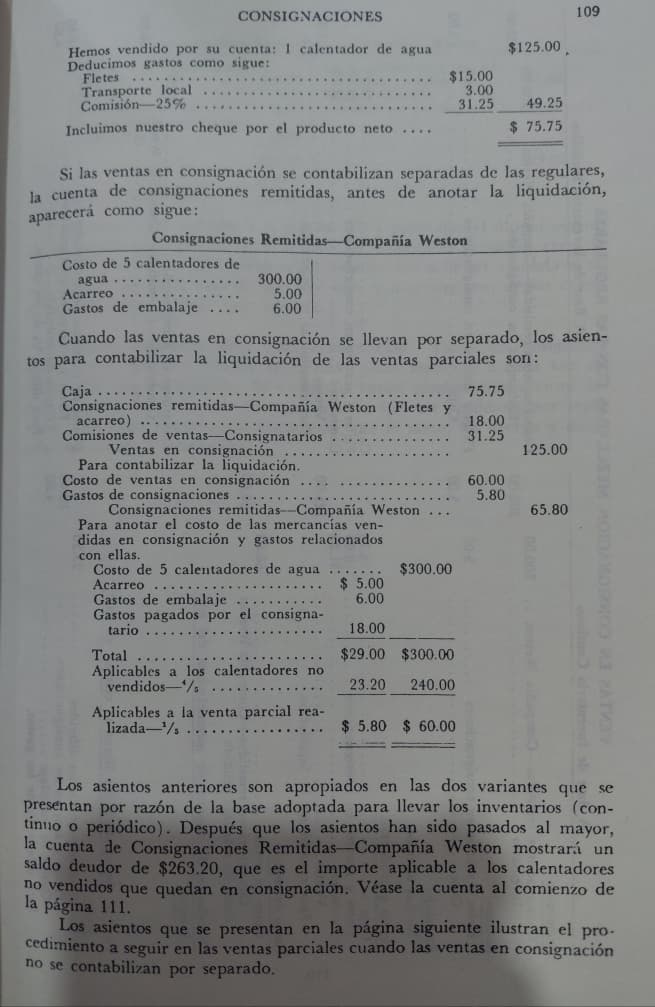 CONSIGNACIONES 109
Hemos vendido por su cuenta: 1 calentador de agua $125.00
Deducimos gastos como sigue:
Fletes ........ $15.00
Transporte local ........ 3.00
Comisión—25% ........ 31.25 49.25
Incluimos nuestro cheque por el producto neto .... $ 75.75
Si las ventas en consignación se contabilizan separadas de las regulares,
la cuenta de consignaciones remitidas, antes de anotar la liquidación,
aparecerá como sigue:
Consignaciones Remitidas—Compañía Weston
Costo de 5 calentadores de
agua ........ 300.00
Acarreo ........ 5.00
Gastos de embalaje .... 6.00
Cuando las ventas en consignación se llevan por separado, los asien-
tos para contabilizar la liquidación de las ventas parciales son:
Caja ........ 75.75
Consignaciones remitidas—Compañía Weston (Fletes y
acarreo) ........ 18.00
Comisiones de ventas—Consignatarios ........ 31.25
Ventas en consignación ........ 125.00
Para contabilizar la liquidación.
Costo de ventas en consignación ........ 60.00
Gastos de consignaciones ........ 5.80
Consignaciones remitidas—Compañía Weston ... 65.80
Para anotar el costo de las mercancías ven-
didas en consignación y gastos relacionados
con ellas.
Costo de 5 calentadores de agua ....... $300.00
Acarreo ........ $ 5.00
Gastos de embalaje ........ 6.00
Gastos pagados por el consigna-
tario ........ 18.00
Total ........ $29.00 $300.00
Aplicables a los calentadores no
vendidos—4/5 ........ 23.20 240.00
Aplicables a la venta parcial rea-
lizada—1/5 ........ $ 5.80 $ 60.00
Los asientos anteriores son apropiados en las dos variantes que se
presentan por razón de la base adoptada para llevar los inventarios (con-
tinuo o periódico). Después que los asientos han sido pasados al mayor,
la cuenta de Consignaciones Remitidas—Compañía Weston mostrará un
saldo deudor de $263.20, que es el importe aplicable a los calentadores
no vendidos que quedan en consignación. Véase la cuenta al comienzo de
la página 111.
Los asientos que se presentan en la página siguiente ilustran el pro-
cedimiento a seguir en las ventas parciales cuando las ventas en consignación
no se contabilizan por separado.